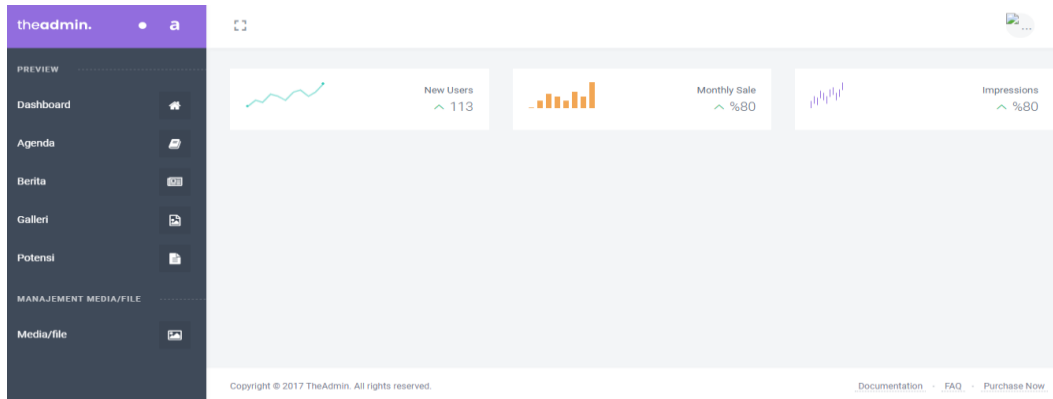 theadmin. a
PREVIEW
Dashboard
Agenda
Berita
Galleri
Potensi
MANAJEMENT MEDIA/FILE
Media/file
...
New Users
113
Monthly Sale
%80
Impressions
%80
Copyright © 2017 TheAdmin. All rights reserved.
Documentation · FAQ · Purchase Now